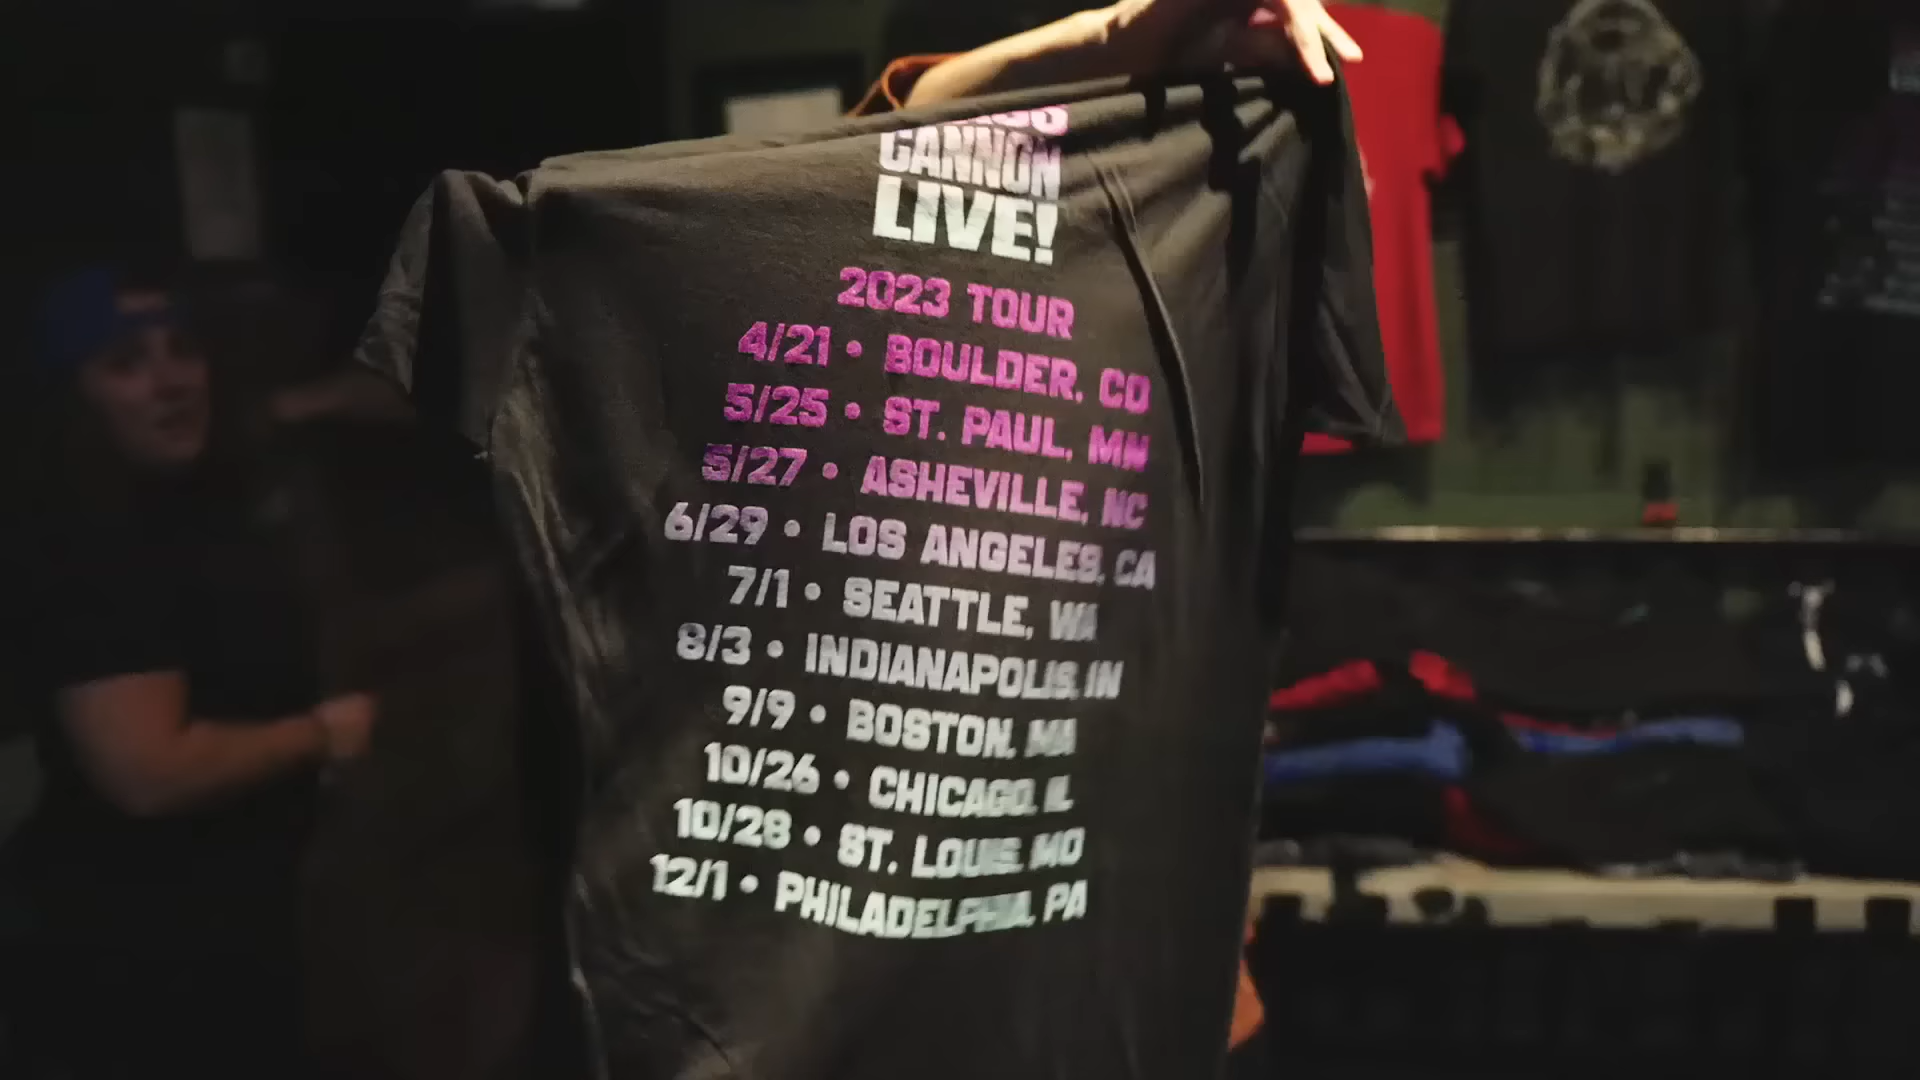 CANNON
LIVE!
2023 TOUR
4/21 • BOULDER, CO
5/25 • ST. PAUL, MN
5/27 • ASHEVILLE, NC
6/29 • LOS ANGELES, CA
7/1 • SEATTLE, WA
8/3 • INDIANAPOLIS, IN
9/9 • BOSTON, MA
10/26 • CHICAGO, IL
10/28 • ST. LOUIS, MO
12/1 • PHILADELPHIA, PA